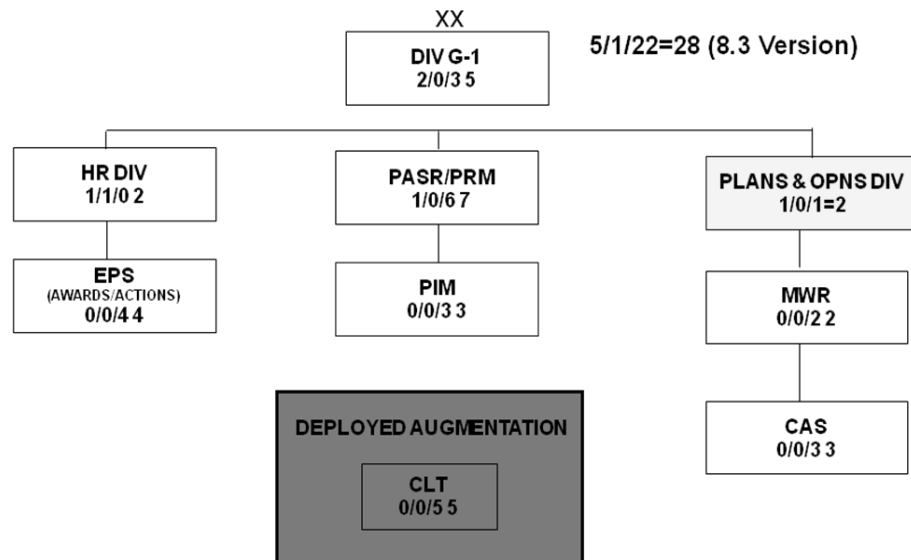 XX
5/1/22=28 (8.3 Version)
DIV G-1
2/0/3 5
HR DIV
1/1/0 2
PASR/PRM
1/0/6 7
PLANS & OPNS DIV
1/0/1=2
EPS
(AWARDS/ACTIONS)
0/0/4 4
PIM
0/0/3 3
MWR
0/0/2 2
DEPLOYED AUGMENTATION
CLT
0/0/5 5
CAS
0/0/3 3